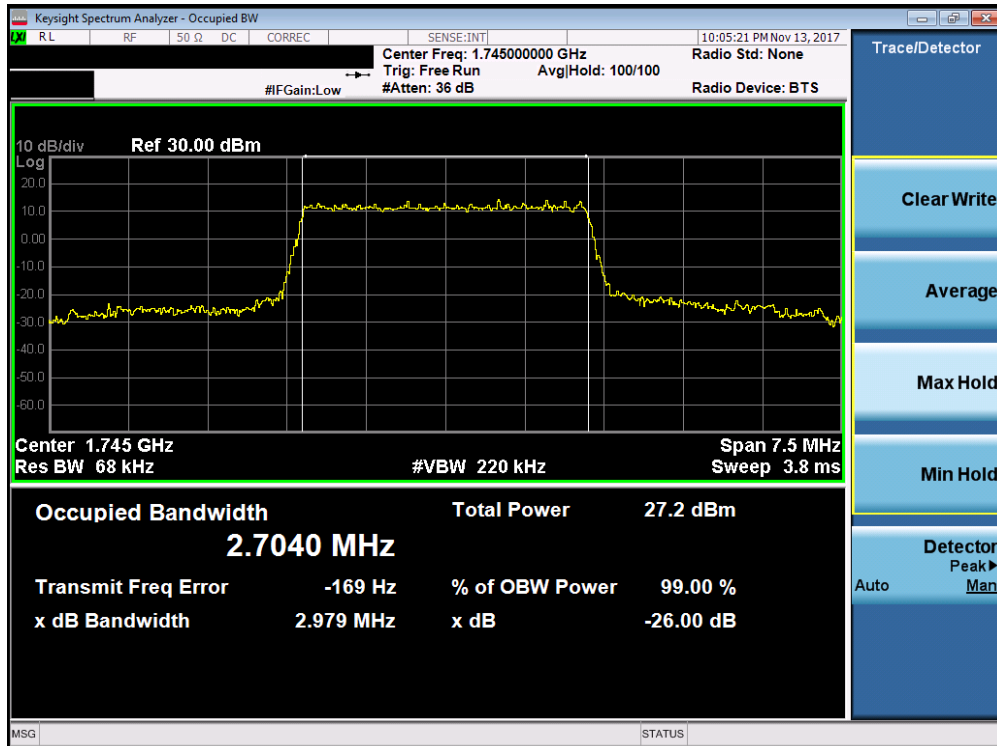 Keysight Spectrum Analyzer - Occupied BW
LXI RL RF 50 Ω DC CORREC SENSE:INT 10:05:21 PM Nov 13, 2017
Center Freq: 1.745000000 GHz Radio Std: None
Trig: Free Run Avg|Hold: 100/100
#IFGain:Low #Atten: 36 dB Radio Device: BTS
10 dB/div Ref 30.00 dBm
Log
20.0
10.0
0.00
-10.0
-20.0
-30.0
-40.0
-50.0
-60.0
Center 1.745 GHz Span 7.5 MHz
Res BW 68 kHz #VBW 220 kHz Sweep 3.8 ms
Occupied Bandwidth Total Power 27.2 dBm
2.7040 MHz
Transmit Freq Error -169 Hz % of OBW Power 99.00 %
x dB Bandwidth 2.979 MHz x dB -26.00 dB
MSG STATUS
Trace/Detector
Clear Write
Average
Max Hold
Min Hold
Detector
Peak▶
Auto Man